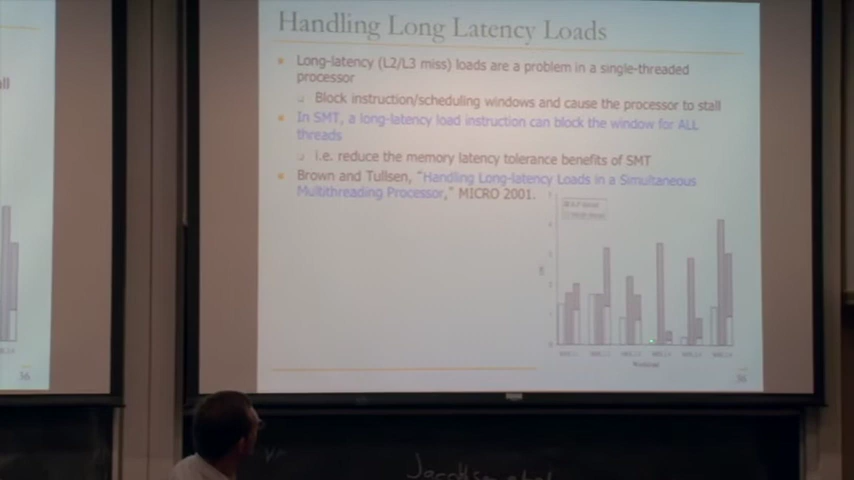 Handling Long Latency Loads
Long-latency (L2/L3 miss) loads are a problem in a single-threaded
processor
Block instruction/scheduling windows and cause the processor to stall
In SMT, a long-latency load instruction can block the window for ALL
threads
i.e. reduce the memory latency tolerance benefits of SMT
Brown and Tullsen, "Handling Long-latency Loads in a Simultaneous
Multithreading Processor," MICRO 2001.
36
36